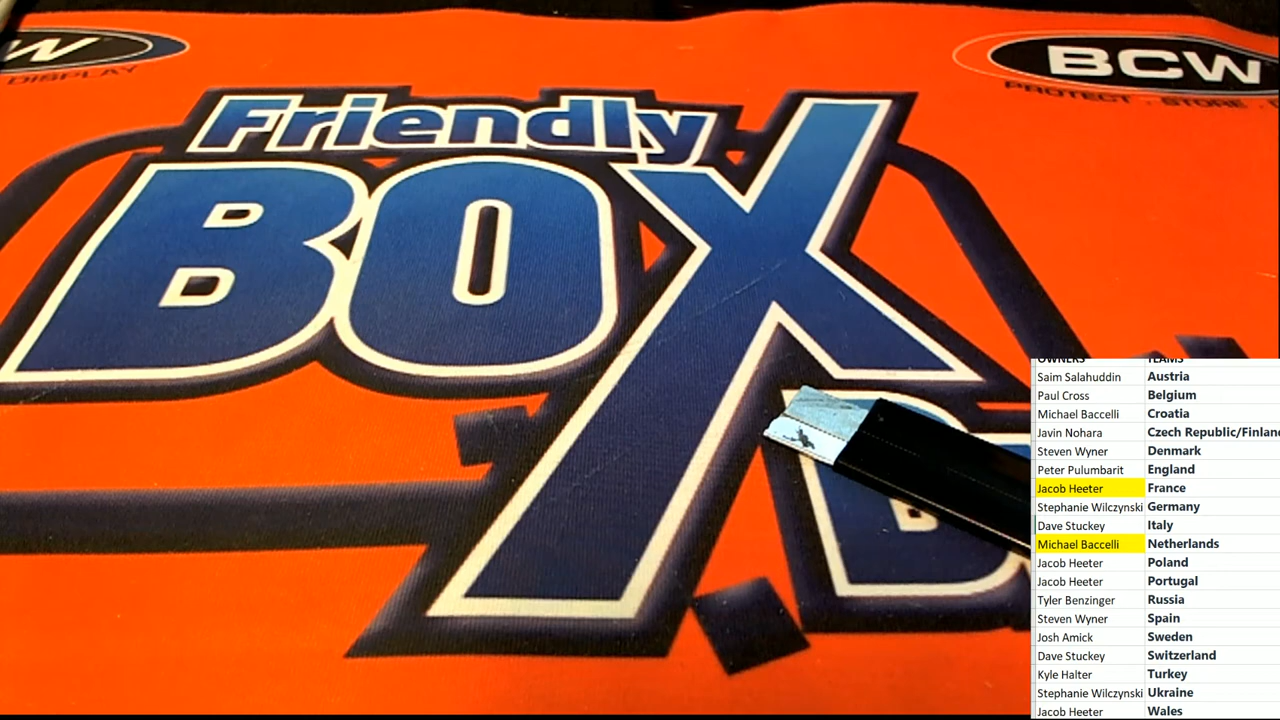 W
DISPLAY
BCW
PROTECT · STORE ·
Friendly
BOX
OWNERS TEAMS
Saim Salahuddin Austria
Paul Cross Belgium
Michael Baccelli Croatia
Javin Nohara Czech Republic/Finland
Steven Wyner Denmark
Peter Pulumbarit England
Jacob Heeter France
Stephanie Wilczynski Germany
Dave Stuckey Italy
Michael Baccelli Netherlands
Jacob Heeter Poland
Jacob Heeter Portugal
Tyler Benzinger Russia
Steven Wyner Spain
Josh Amick Sweden
Dave Stuckey Switzerland
Kyle Halter Turkey
Stephanie Wilczynski Ukraine
Jacob Heeter Wales